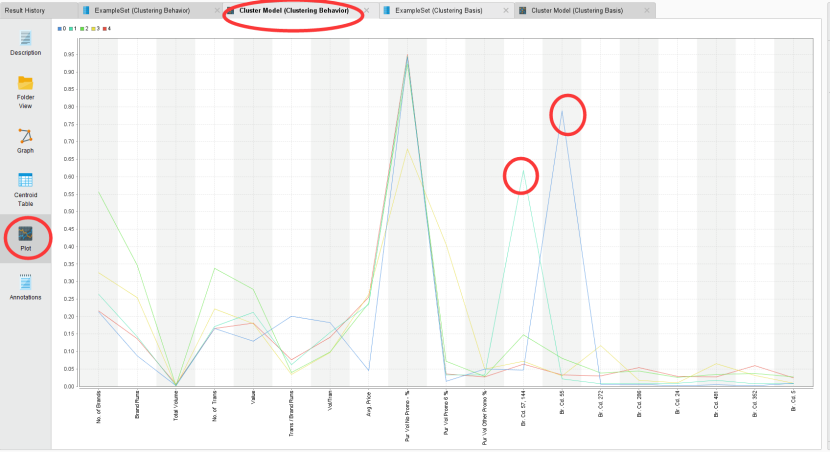 Result History
ExampleSet (Clustering Behavior)
Cluster Model (Clustering Behavior)
ExampleSet (Clustering Basis)
Cluster Model (Clustering Basis)
Description
Folder
View
Graph
Centroid
Table
Plot
Annotations
0 1 2 3 4
0.95
0.90
0.85
0.80
0.75
0.70
0.65
0.60
0.55
0.50
0.45
0.40
0.35
0.30
0.25
0.20
0.15
0.10
0.05
0.00
No. of Brands
Brand Runs
Total Volume
No. of Trans
Value
Trans / Brand Runs
Vol/Tran
Avg. Price
Pur Vol No Promo - %
Pur Vol Promo 6 %
Pur Vol Other Promo %
Br. Cd. 57, 144
Br. Cd. 55
Br. Cd. 272
Br. Cd. 286
Br. Cd. 24
Br. Cd. 481
Br. Cd. 352
Br. Cd. 5